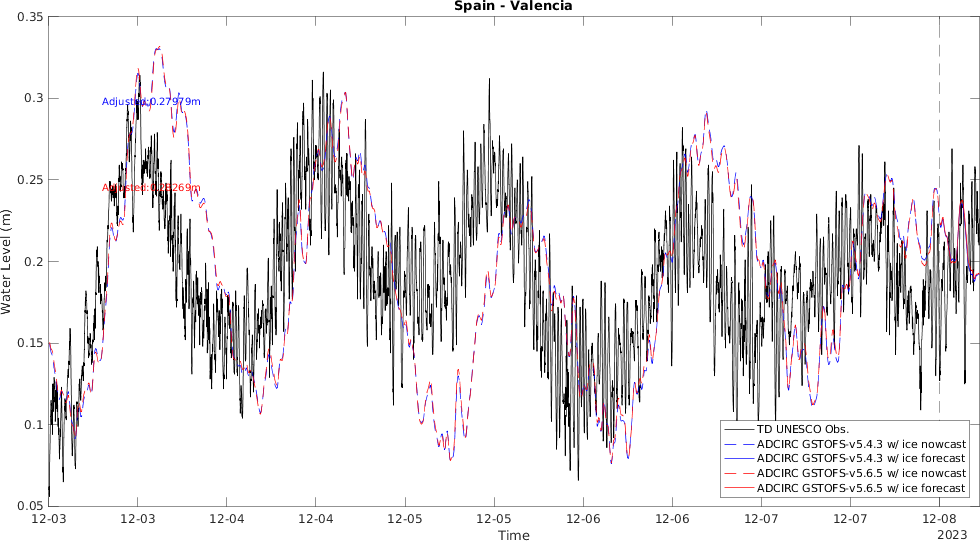 Spain - Valencia
0.35
0.3
0.25
0.2
0.15
0.1
0.05
Water Level (m)
Adjusted:0.27979m
TD UNESCO Obs.
ADCIRC GSTOFS-v5.4.3 w/ ice nowcast
ADCIRC GSTOFS-v5.4.3 w/ ice forecast
ADCIRC GSTOFS-v5.6.5 w/ ice nowcast
ADCIRC GSTOFS-v5.6.5 w/ ice forecast
12-03 12-03 12-04 12-04 12-05 12-05 12-06 12-06 12-07 12-07 12-08
2023
Time